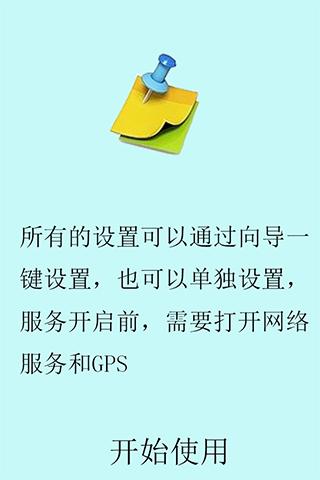 所有的设置可以通过向导一
键设置，也可以单独设置，
服务开启前，需要打开网络
服务和GPS
开始使用